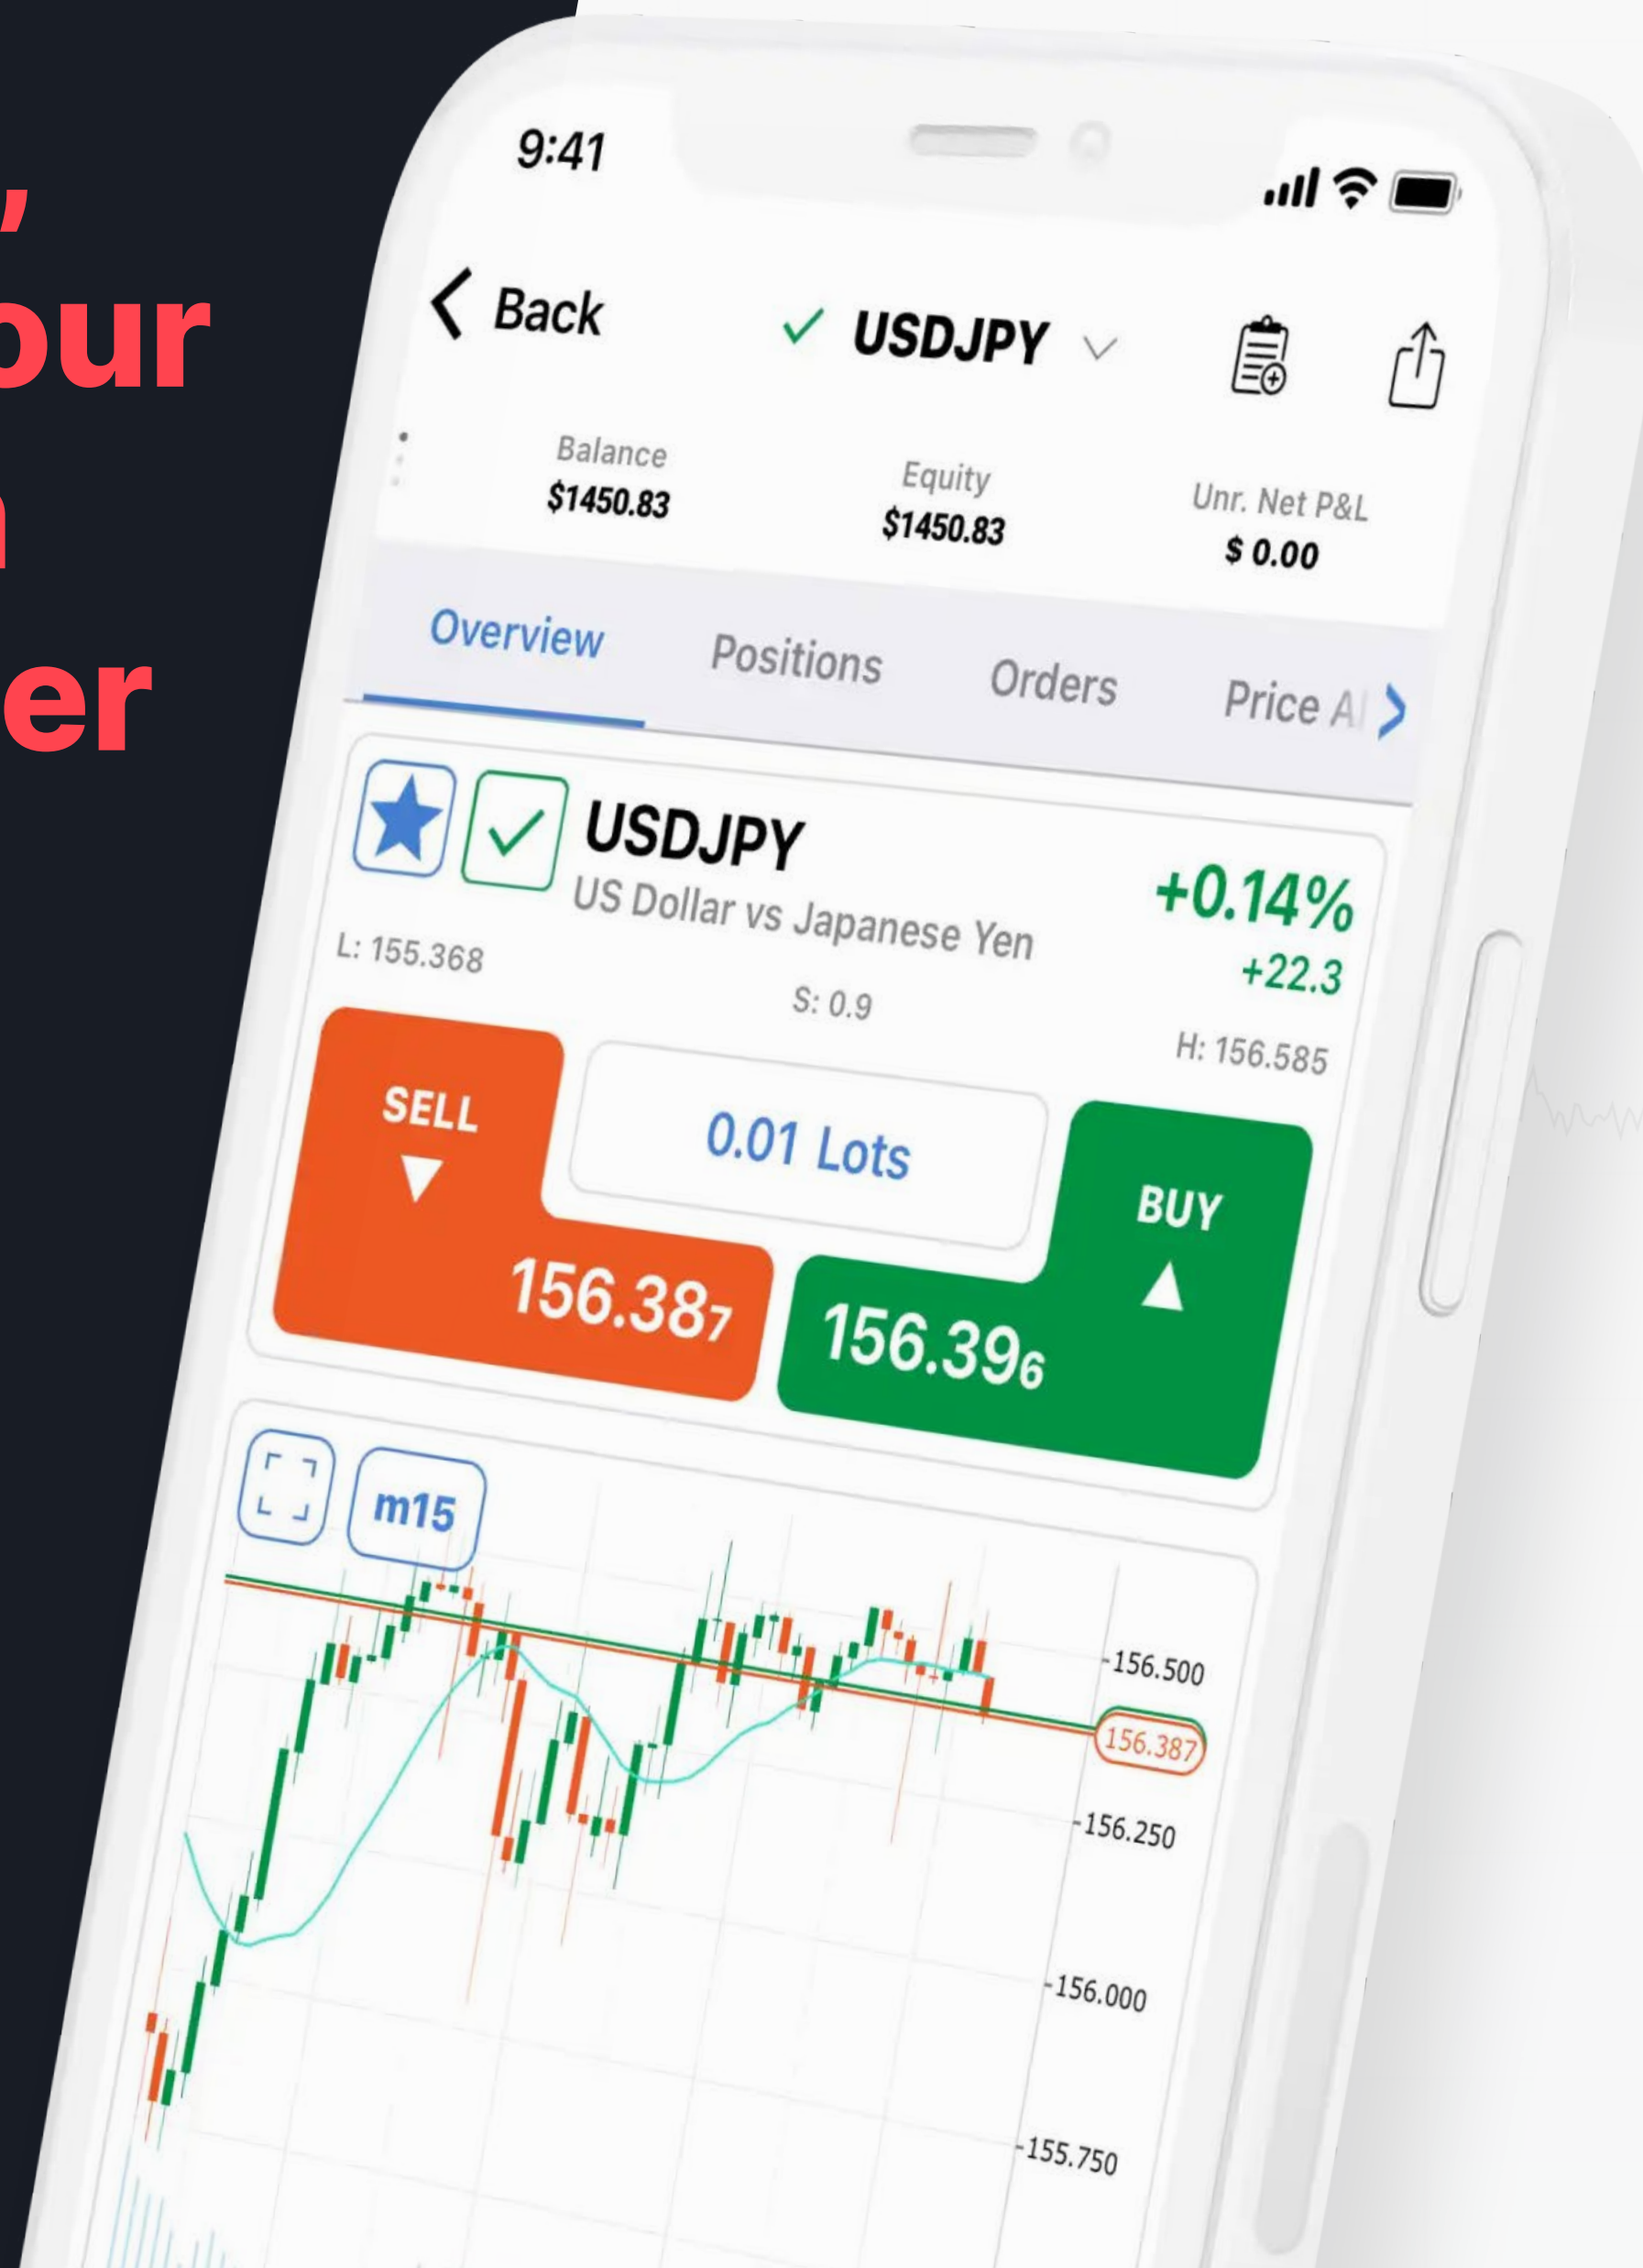 ,
our
er
9:41
Back
USDJPY
Balance
$1450.83
Equity
$1450.83
Unr. Net P&L
$ 0.00
Overview
Positions
Orders
Price Al
USDJPY
US Dollar vs Japanese Yen
+0.14%
+22.3
L: 155.368
S: 0.9
H: 156.585
SELL
0.01 Lots
BUY
156.387
156.396
m15
156.500
156.387
156.250
156.000
155.750